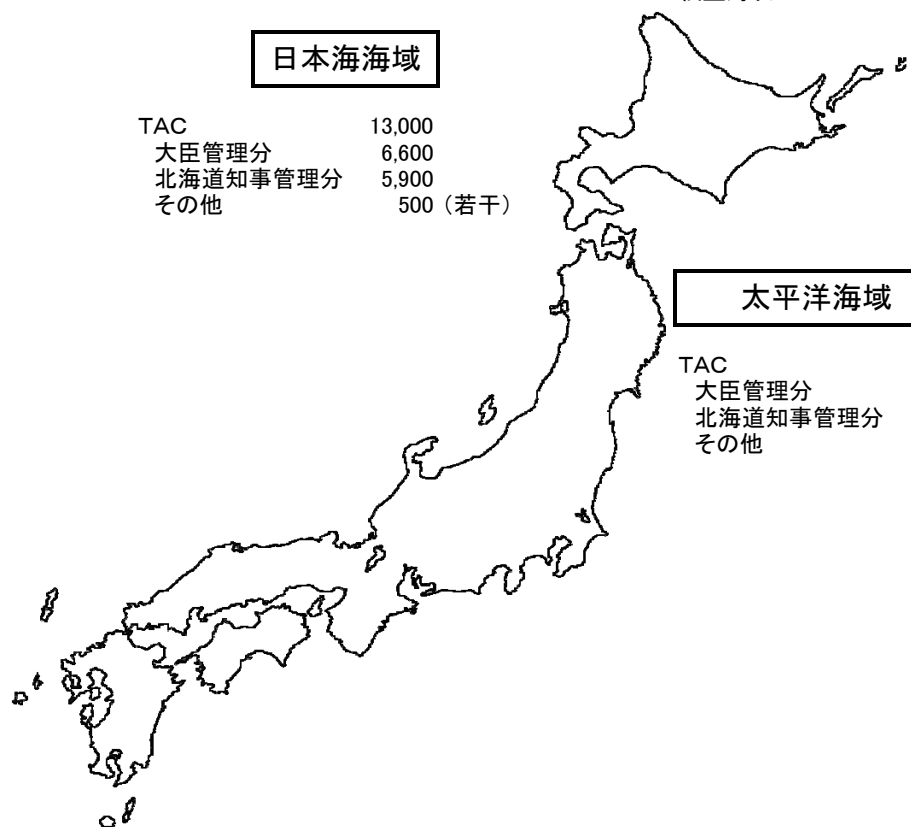 日本海海域
TAC 13,000
大臣管理分 6,600
北海道知事管理分 5,900
その他 500（若干）
太平洋海域
TAC
大臣管理分
北海道知事管理分
その他